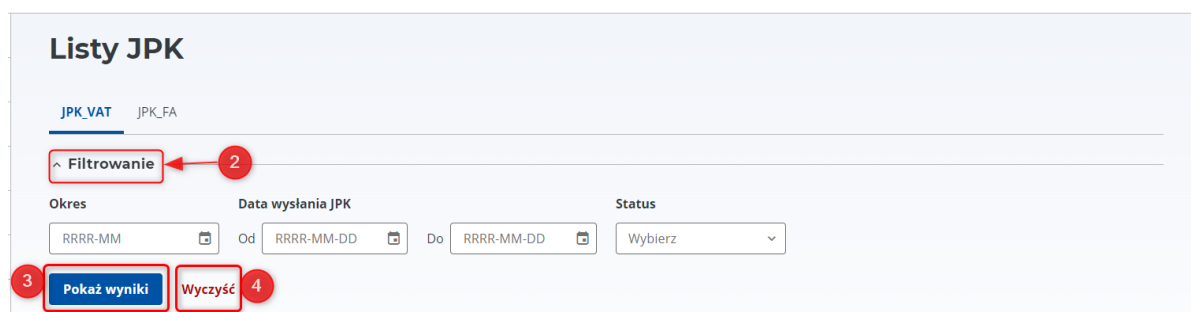 Listy JPK
JPK_VAT JPK_FA
Filtrowanie 2
Okres Data wysłania JPK Status
RRRR-MM Od RRRR-MM-DD Do RRRR-MM-DD Wybierz
3 Pokaż wyniki Wyczyść 4